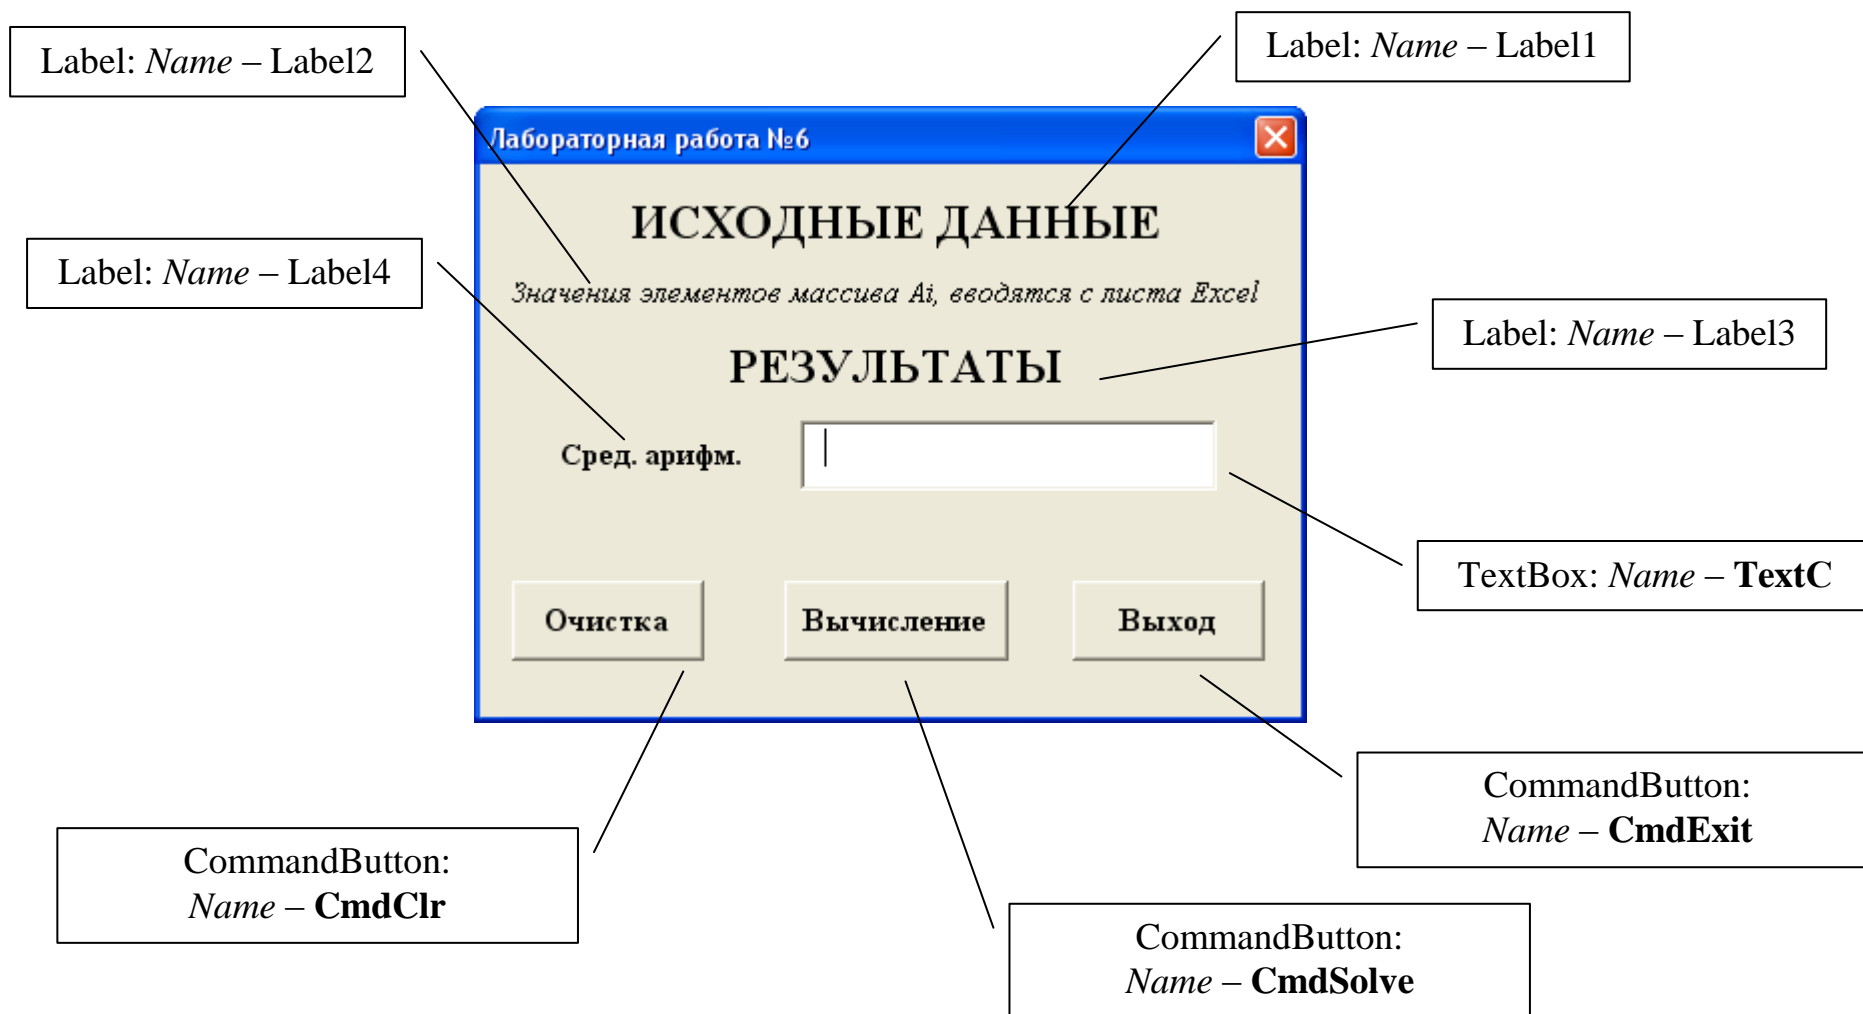 Label: Name – Label2
Label: Name – Label1
Лабораторная работа №6
ИСХОДНЫЕ ДАННЫЕ
Label: Name – Label4
Значения элементов массива Ai, вводятся с листа Excel
Label: Name – Label3
РЕЗУЛЬТАТЫ
Сред. арифм.
TextBox: Name – TextC
Очистка
Вычисление
Выход
CommandButton:
Name – CmdExit
CommandButton:
Name – CmdClr
CommandButton:
Name – CmdSolve